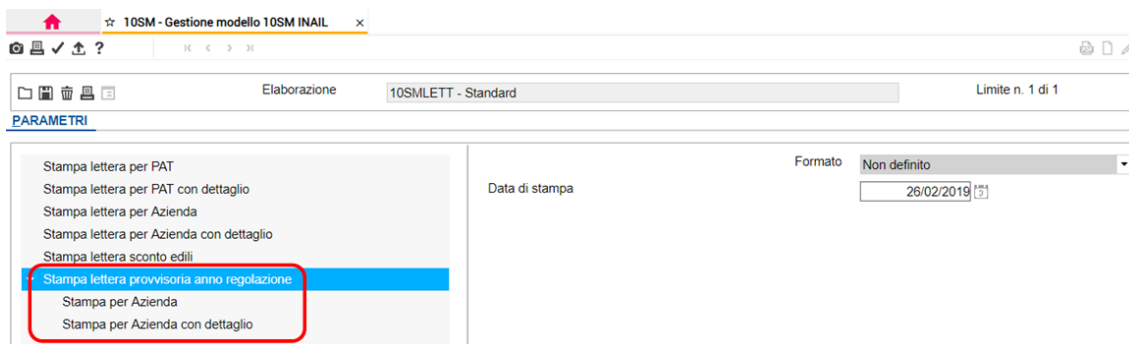 10SM - Gestione modello 10SM INAIL
Elaborazione 10SMLETT - Standard Limite n. 1 di 1
PARAMETRI
Stampa lettera per PAT
Stampa lettera per PAT con dettaglio
Stampa lettera per Azienda
Stampa lettera per Azienda con dettaglio
Stampa lettera sconto edili
Stampa lettera provvisoria anno regolazione
Stampa per Azienda
Stampa per Azienda con dettaglio
Formato Non definito
Data di stampa 26/02/2019